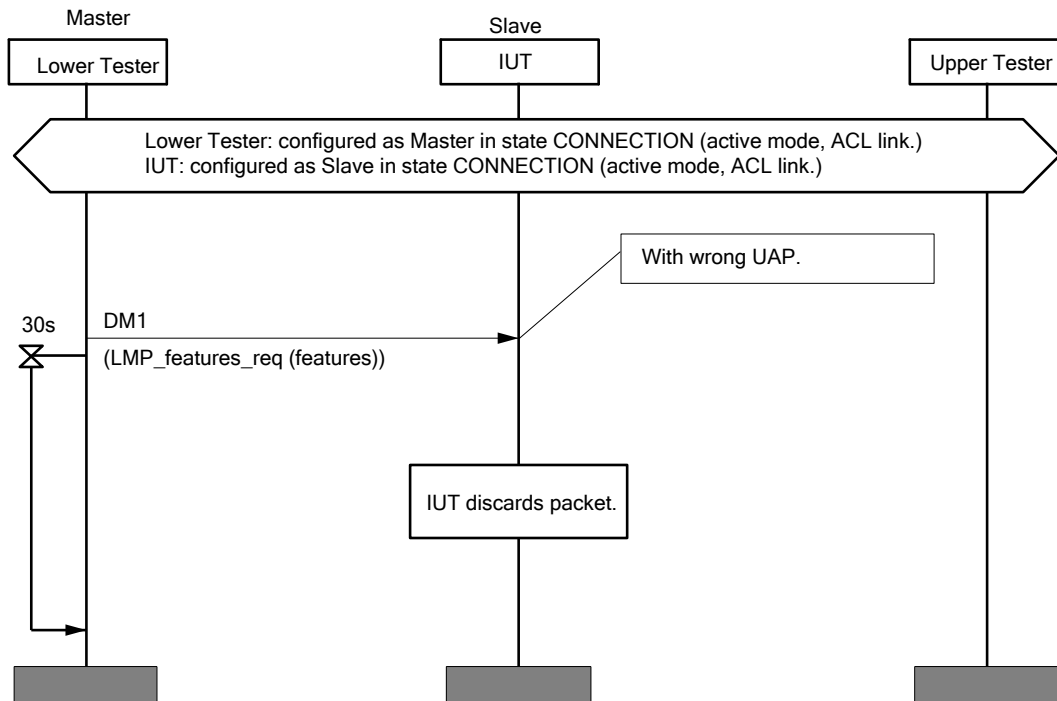 Master
Slave
Lower Tester
IUT
Upper Tester
Lower Tester: configured as Master in state CONNECTION (active mode, ACL link.)
IUT: configured as Slave in state CONNECTION (active mode, ACL link.)
With wrong UAP.
30s
DM1
(LMP_features_req (features))
IUT discards packet.